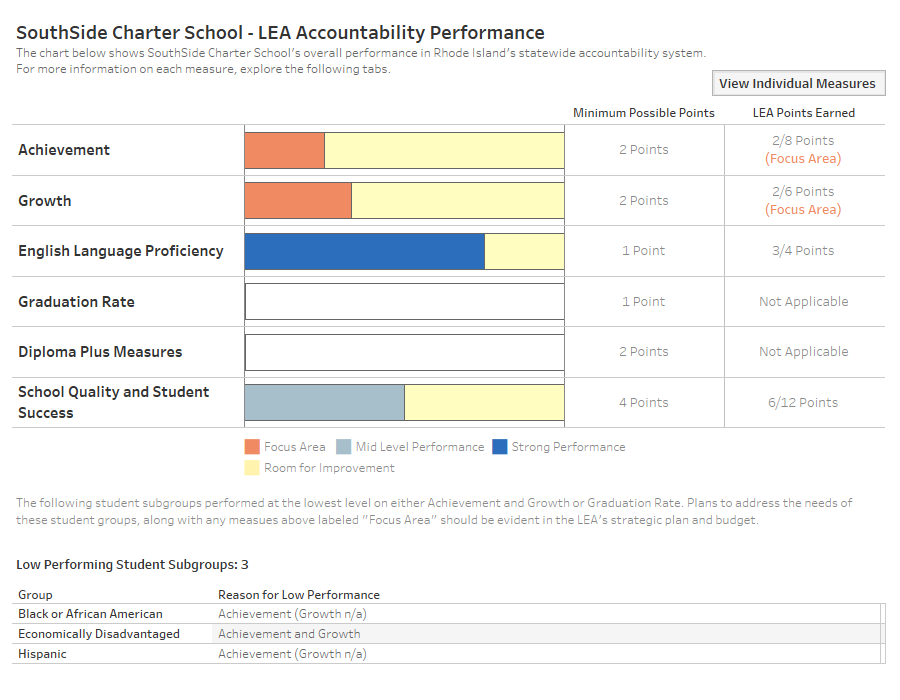 SouthSide Charter School - LEA Accountability Performance
The chart below shows SouthSide Charter School's overall performance in Rhode Island's statewide accountability system.
For more information on each measure, explore the following tabs.
View Individual Measures
Minimum Possible Points LEA Points Earned
Achievement 2 Points 2/8 Points
(Focus Area)
Growth 2 Points 2/6 Points
(Focus Area)
English Language Proficiency 1 Point 3/4 Points
Graduation Rate 1 Point Not Applicable
Diploma Plus Measures 2 Points Not Applicable
School Quality and Student
Success 4 Points 6/12 Points
Focus Area Mid Level Performance Strong Performance
Room for Improvement
The following student subgroups performed at the lowest level on either Achievement and Growth or Graduation Rate. Plans to address the needs of
these student groups, along with any measues above labeled "Focus Area" should be evident in the LEA's strategic plan and budget.
Low Performing Student Subgroups: 3
Group Reason for Low Performance
Black or African American Achievement (Growth n/a)
Economically Disadvantaged Achievement and Growth
Hispanic Achievement (Growth n/a)